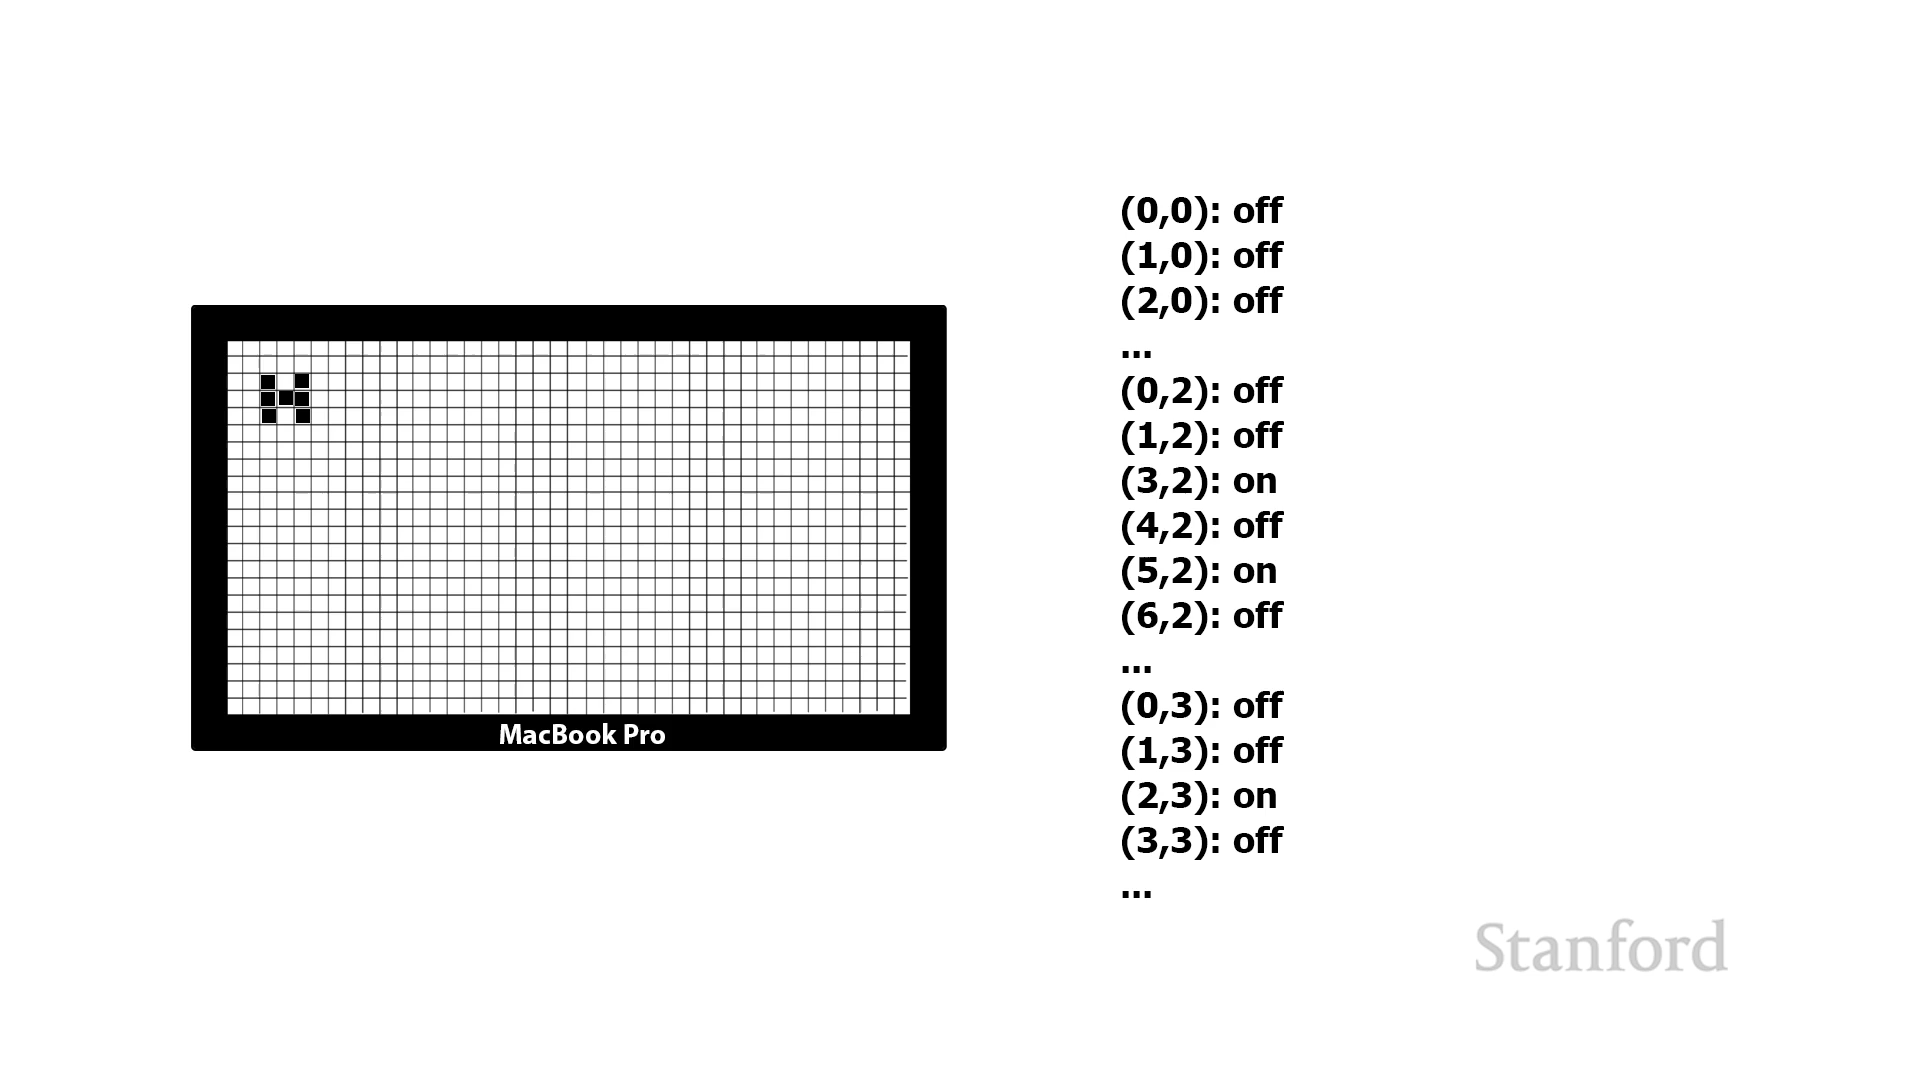 (0,0): off
(1,0): off
(2,0): off
...
(0,2): off
(1,2): off
(3,2): on
(4,2): off
(5,2): on
(6,2): off
...
(0,3): off
(1,3): off
(2,3): on
(3,3): off
...
MacBook Pro
Stanford